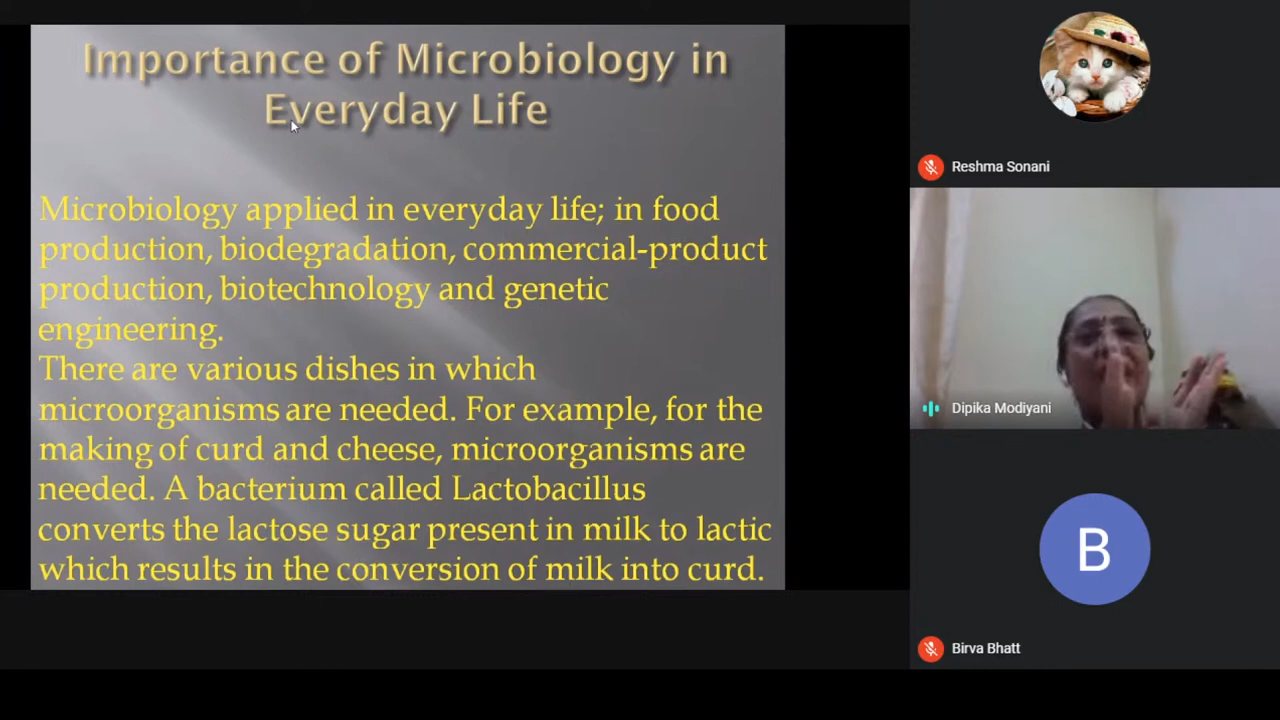 Importance of Microbiology in
Everyday Life
Microbiology applied in everyday life; in food
production, biodegradation, commercial-product
production, biotechnology and genetic
engineering.
There are various dishes in which
microorganisms are needed. For example, for the
making of curd and cheese, microorganisms are
needed. A bacterium called Lactobacillus
converts the lactose sugar present in milk to lactic
which results in the conversion of milk into curd.
Reshma Sonani
Dipika Modiyani
B
Birva Bhatt